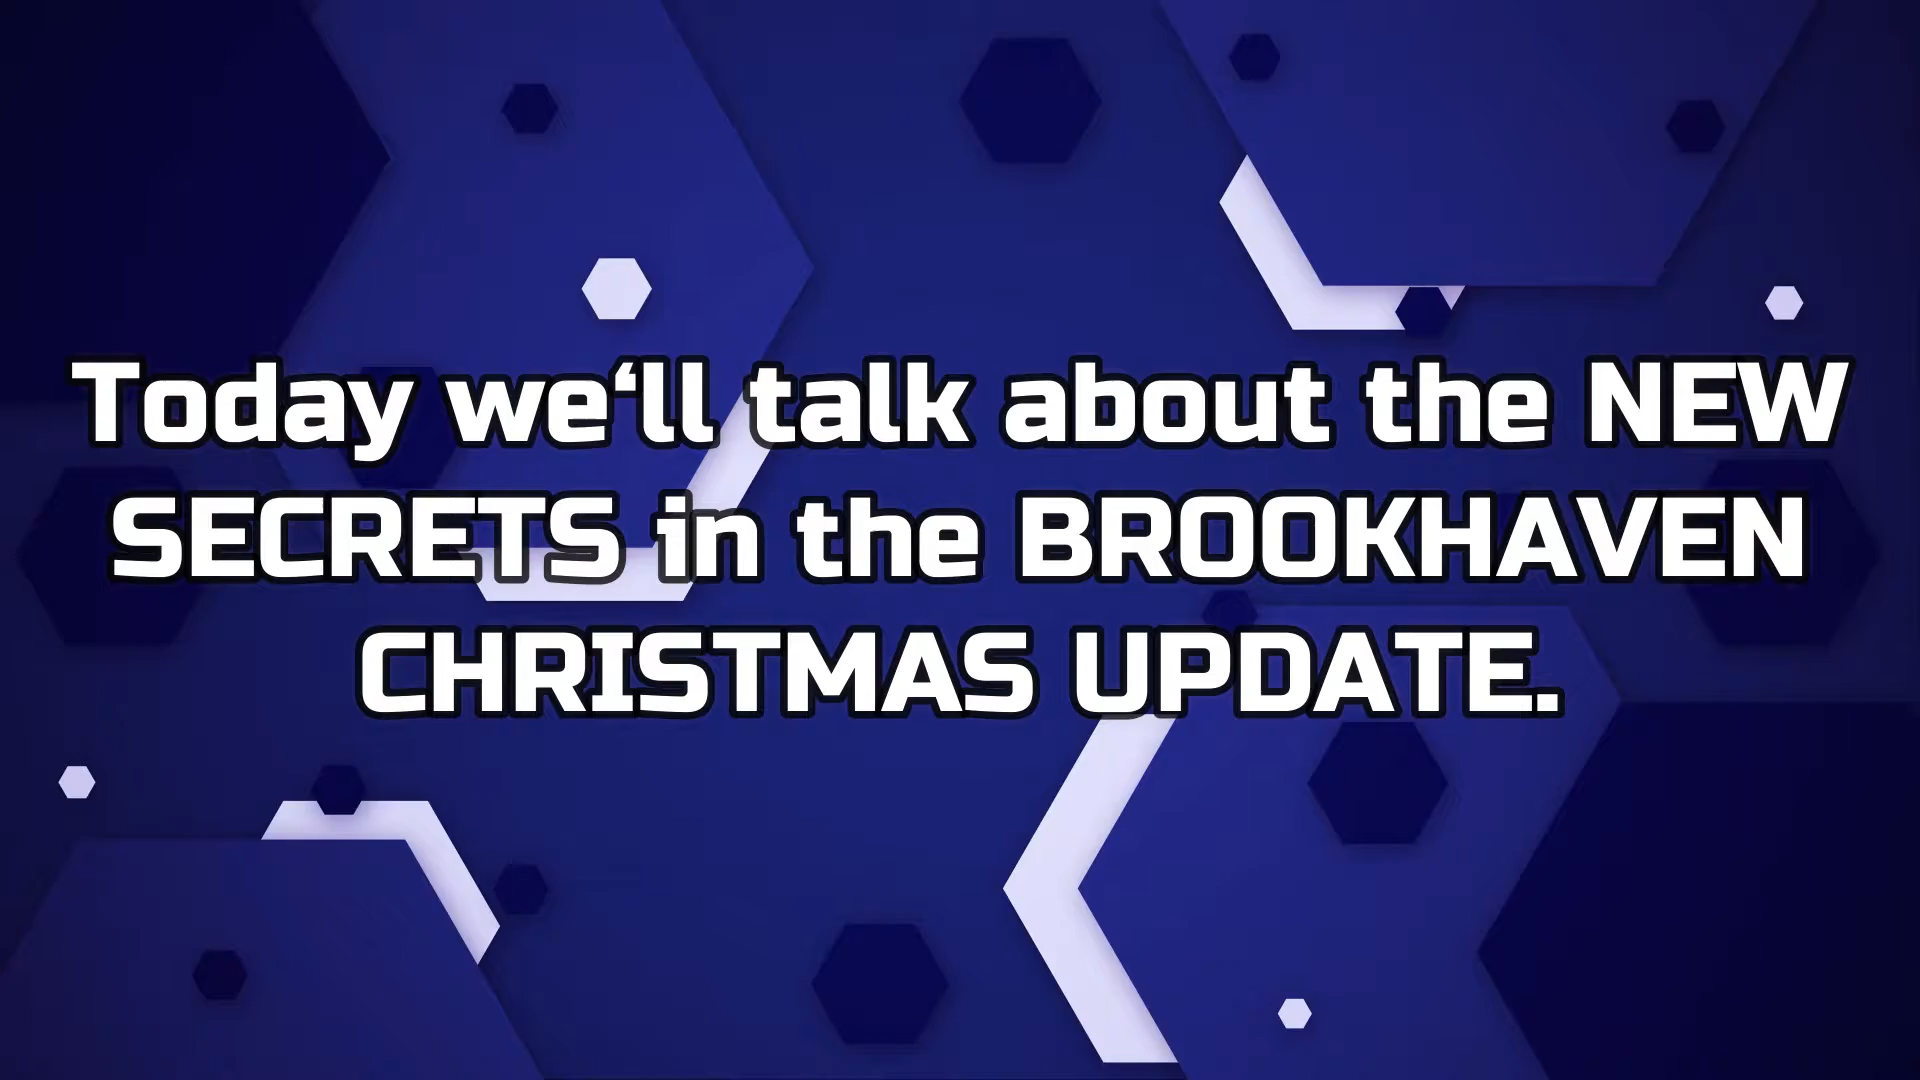 Today we‘ll talk about the NEW
SECRETS in the BROOKHAVEN
CHRISTMAS UPDATE.